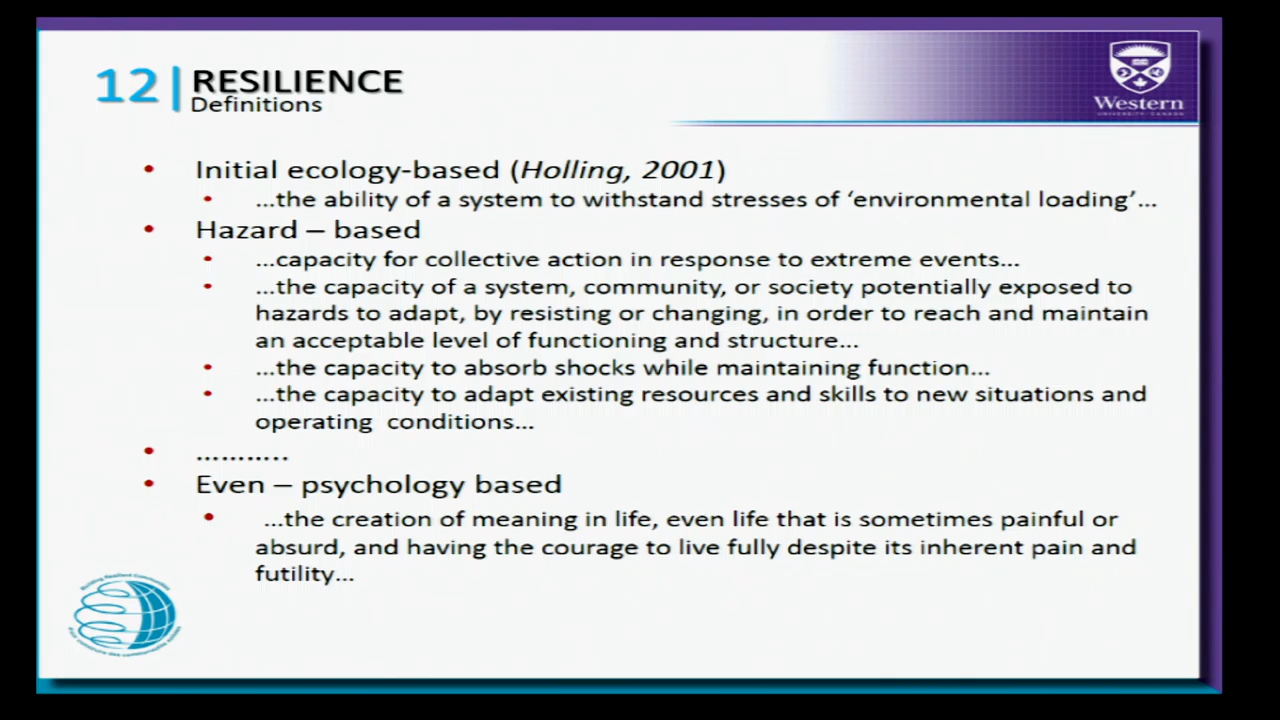 12 RESILIENCE
Definitions
Western
UNIVERSITY · CANADA
• Initial ecology-based (Holling, 2001)
• …the ability of a system to withstand stresses of ‘environmental loading’…
• Hazard – based
• …capacity for collective action in response to extreme events…
• …the capacity of a system, community, or society potentially exposed to
hazards to adapt, by resisting or changing, in order to reach and maintain
an acceptable level of functioning and structure…
• …the capacity to absorb shocks while maintaining function…
• …the capacity to adapt existing resources and skills to new situations and
operating conditions…
• ………..
• Even – psychology based
• …the creation of meaning in life, even life that is sometimes painful or
absurd, and having the courage to live fully despite its inherent pain and
futility…
Building Resilient Communities